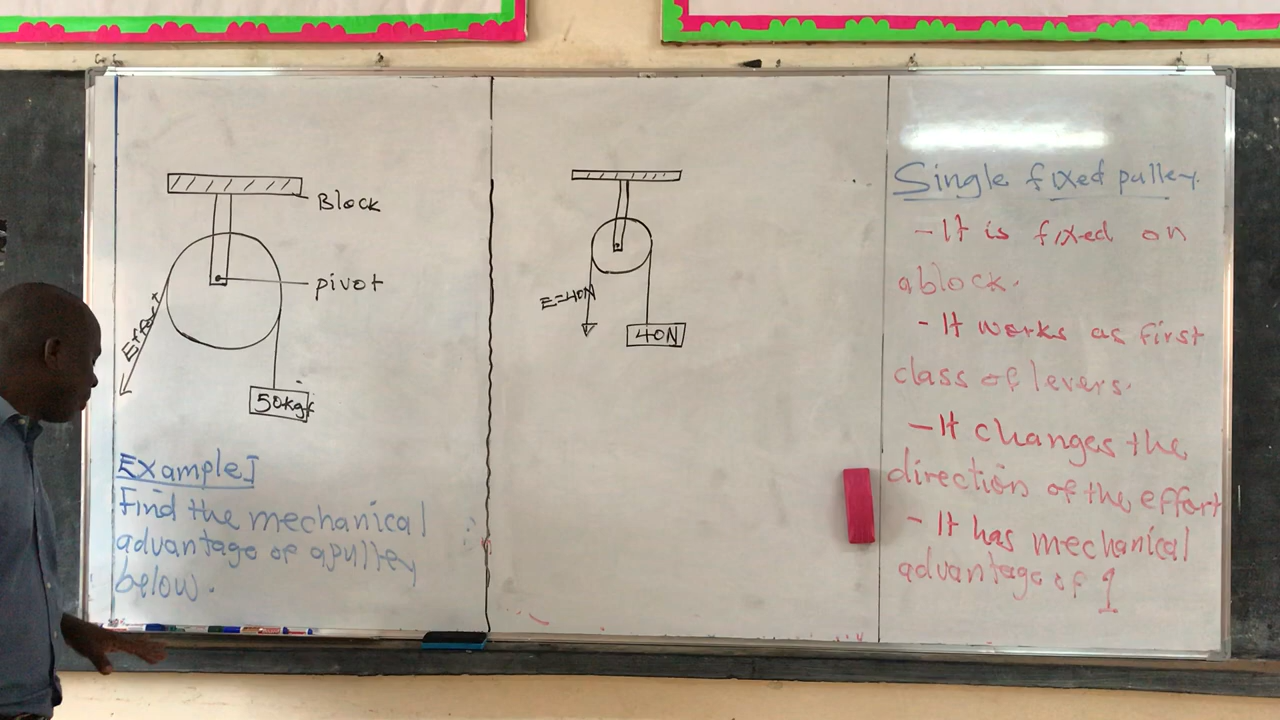 Block
pivot
Effort
50kgf
Example I
Find the mechanical
advantage of a pulley
below.
E=40N
40N
Single fixed pulley.
- It is fixed on
a block.
- It works as first
class of levers.
- It changes the
direction of the effort
- It has mechanical
advantage of 1